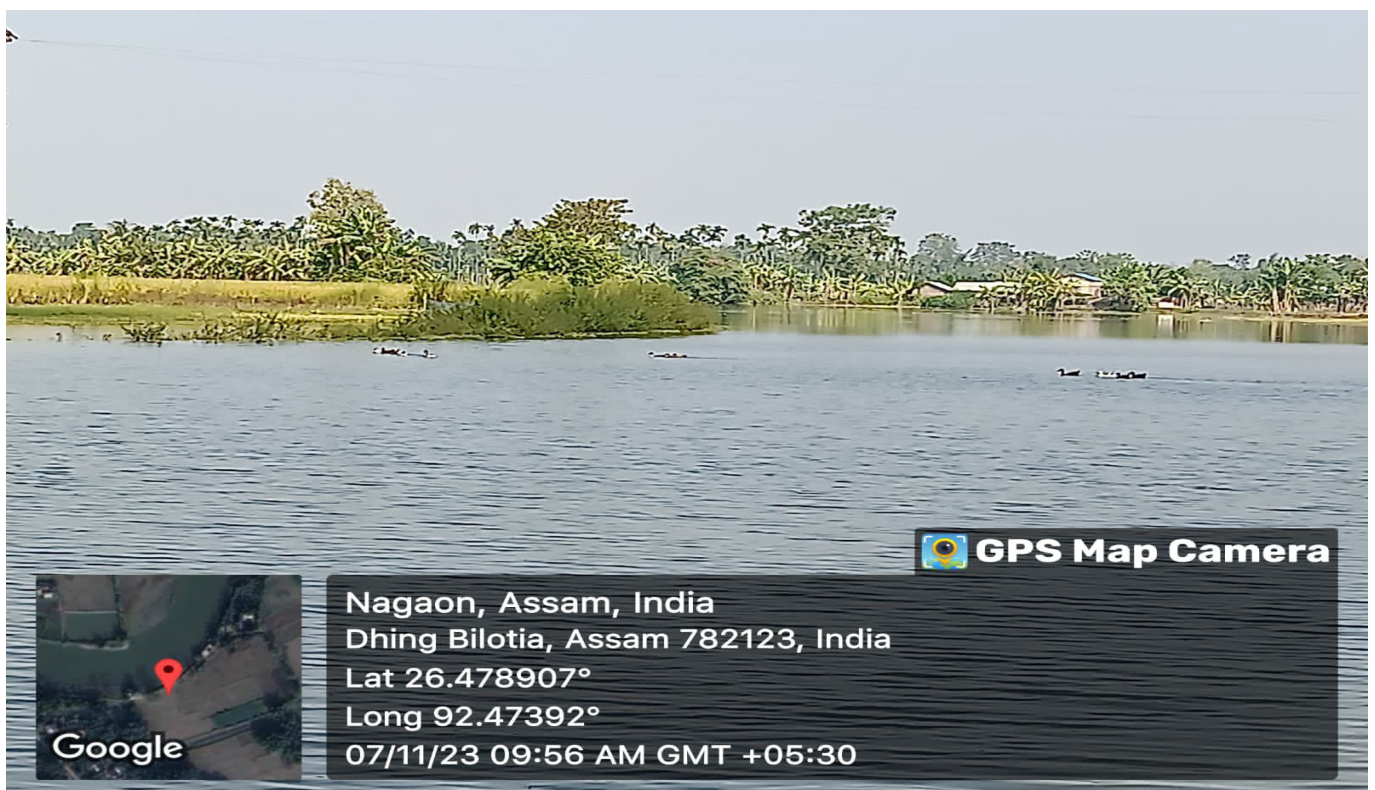 GPS Map Camera
Nagaon, Assam, India
Dhing Bilotia, Assam 782123, India
Lat 26.478907°
Long 92.47392°
07/11/23 09:56 AM GMT +05:30
Google